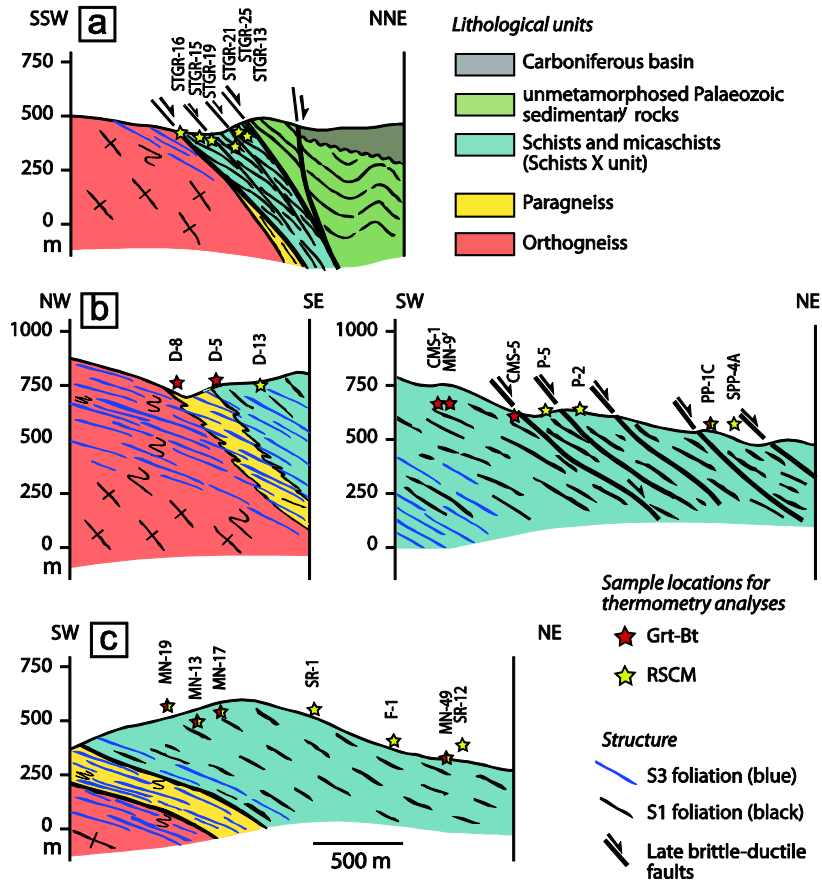 SSW
a
NNE
STGR-16
STGR-15
STGR-19
STGR-21
STGR-25
STGR-13
750
500
250
0
m
Lithological units
Carboniferous basin
unmetamorphosed Palaeozoic
sedimentary rocks
Schists and micaschists
(Schists X unit)
Paragneiss
Orthogneiss
NW
b
SE
D-8
D-5
D-13
1000
750
500
250
0
m
SW
NE
CMS-1
MN-9'
CMS-5
P-5
P-2
PP-1C
SPP-4A
1000
750
500
250
0
Sample locations for
thermometry analyses
Grt-Bt
RSCM
SW
c
NE
MN-19
MN-13
MN-17
SR-1
F-1
MN-49
SR-12
750
500
250
0
m
500 m
Structure
S3 foliation (blue)
S1 foliation (black)
Late brittle-ductile
faults